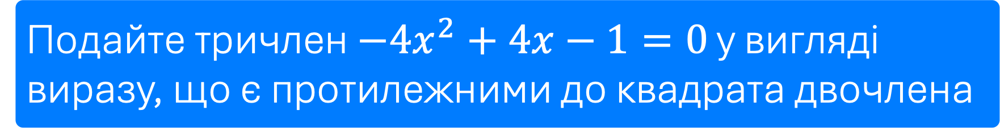 Подайте тричлен −4x² + 4x − 1 = 0 у вигляді
виразу, що є протилежними до квадрата двочлена